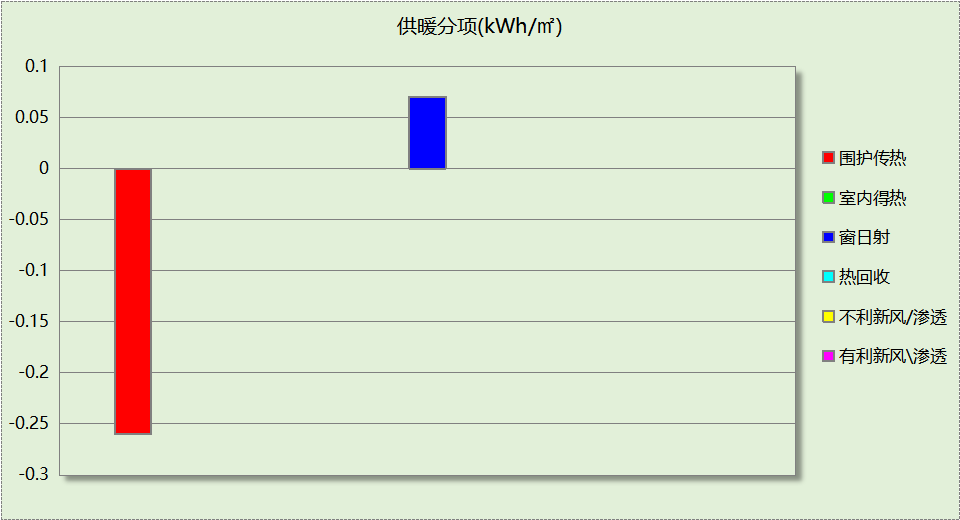 供暖分项(kWh/㎡)
0.1
0.05
0
-0.05
-0.1
-0.15
-0.2
-0.25
-0.3
围护传热
室内得热
窗日射
热回收
不利新风/渗透
有利新风\渗透